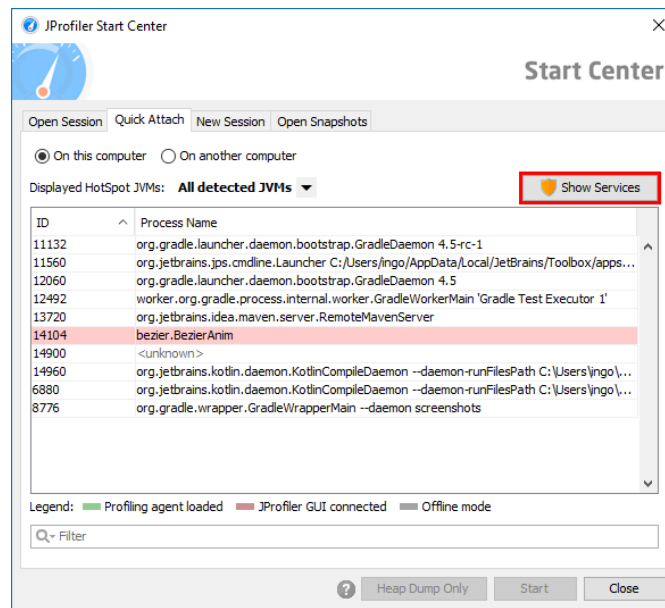 JProfiler Start Center
Start Center
Open Session Quick Attach New Session Open Snapshots
On this computer On another computer
Displayed HotSpot JVMs: All detected JVMs Show Services
ID Process Name
11132 org.gradle.launcher.daemon.bootstrap.GradleDaemon 4.5-rc-1
11560 org.jetbrains.jps.cmdline.Launcher C:/Users/ingo/AppData/Local/JetBrains/Toolbox/apps...
12060 org.gradle.launcher.daemon.bootstrap.GradleDaemon 4.5
12492 worker.org.gradle.process.internal.worker.GradleWorkerMain 'Gradle Test Executor 1'
13720 org.jetbrains.idea.maven.server.RemoteMavenServer
14104 bezier.BezierAnim
14900 <unknown>
14960 org.jetbrains.kotlin.daemon.KotlinCompileDaemon --daemon-runFilesPath C:\Users\ingo\...
6880 org.jetbrains.kotlin.daemon.KotlinCompileDaemon --daemon-runFilesPath C:\Users\ingo\...
8776 org.gradle.wrapper.GradleWrapperMain --daemon screenshots
Legend: Profiling agent loaded JProfiler GUI connected Offline mode
Filter
? Heap Dump Only Start Close